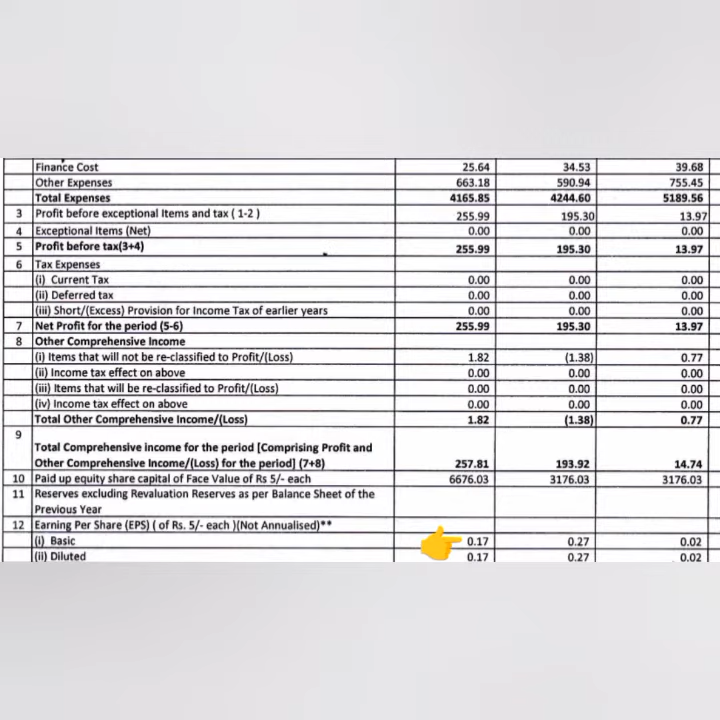 Finance Cost 25.64 34.53 39.68
Other Expenses 663.18 590.94 755.45
Total Expenses 4165.85 4244.60 5189.56
3 Profit before exceptional Items and tax ( 1-2 ) 255.99 195.30 13.97
4 Exceptional Items (Net) 0.00 0.00 0.00
5 Profit before tax(3+4) 255.99 195.30 13.97
6 Tax Expenses
(i) Current Tax 0.00 0.00 0.00
(ii) Deferred tax 0.00 0.00 0.00
(iii) Short/(Excess) Provision for Income Tax of earlier years 0.00 0.00 0.00
7 Net Profit for the period (5-6) 255.99 195.30 13.97
8 Other Comprehensive Income
(i) Items that will not be re-classified to Profit/(Loss) 1.82 (1.38) 0.77
(ii) Income tax effect on above 0.00 0.00 0.00
(iii) Items that will be re-classified to Profit/(Loss) 0.00 0.00 0.00
(iv) Income tax effect on above 0.00 0.00 0.00
Total Other Comprehensive Income/(Loss) 1.82 (1.38) 0.77
9
Total Comprehensive income for the period [Comprising Profit and
Other Comprehensive Income/(Loss) for the period] (7+8) 257.81 193.92 14.74
10 Paid up equity share capital of Face Value of Rs 5/- each 6676.03 3176.03 3176.03
11 Reserves excluding Revaluation Reserves as per Balance Sheet of the
Previous Year
12 Earning Per Share (EPS) ( of Rs. 5/- each )(Not Annualised)**
(i) Basic 0.17 0.27 0.02
(ii) Diluted 0.17 0.27 0.02